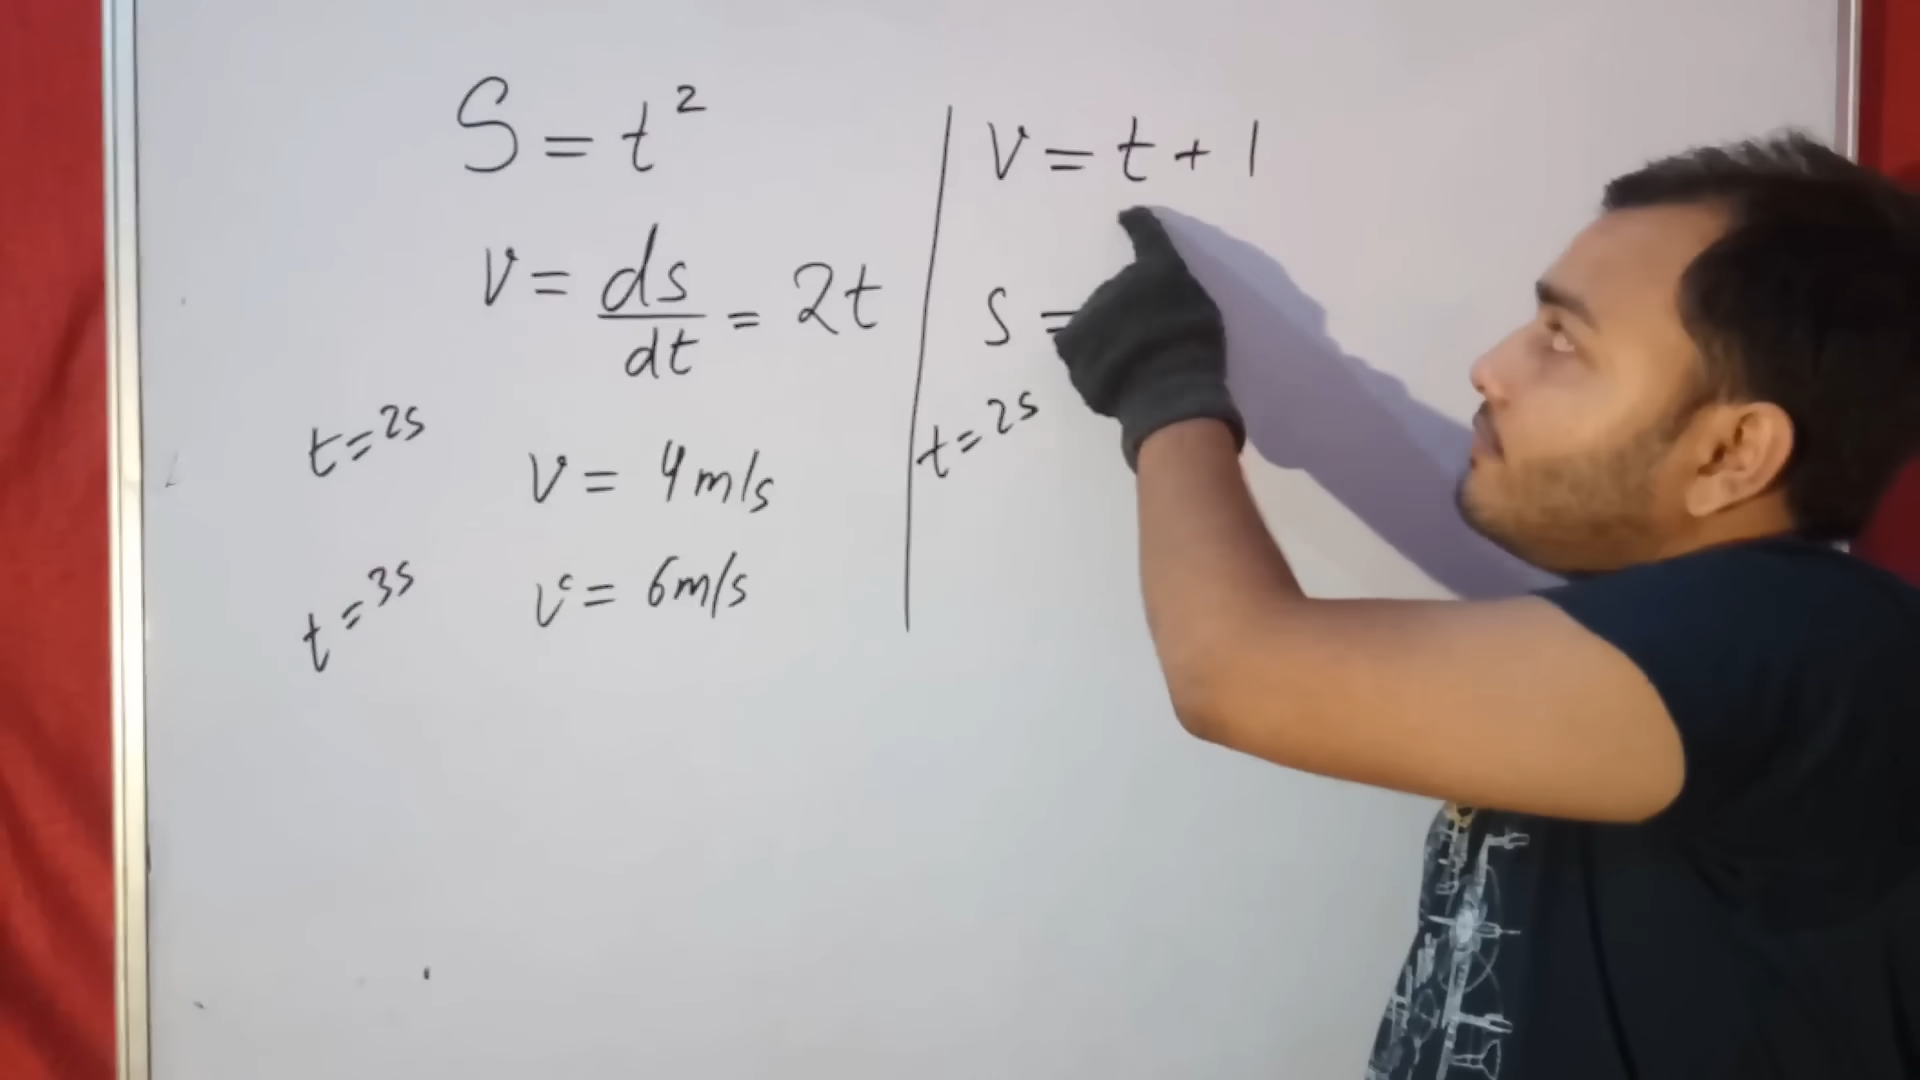 S = t²
v = ds/dt = 2t
t = 2s v = 4m/s
t = 3s v = 6m/s
v = t + 1
s =
t = 2s